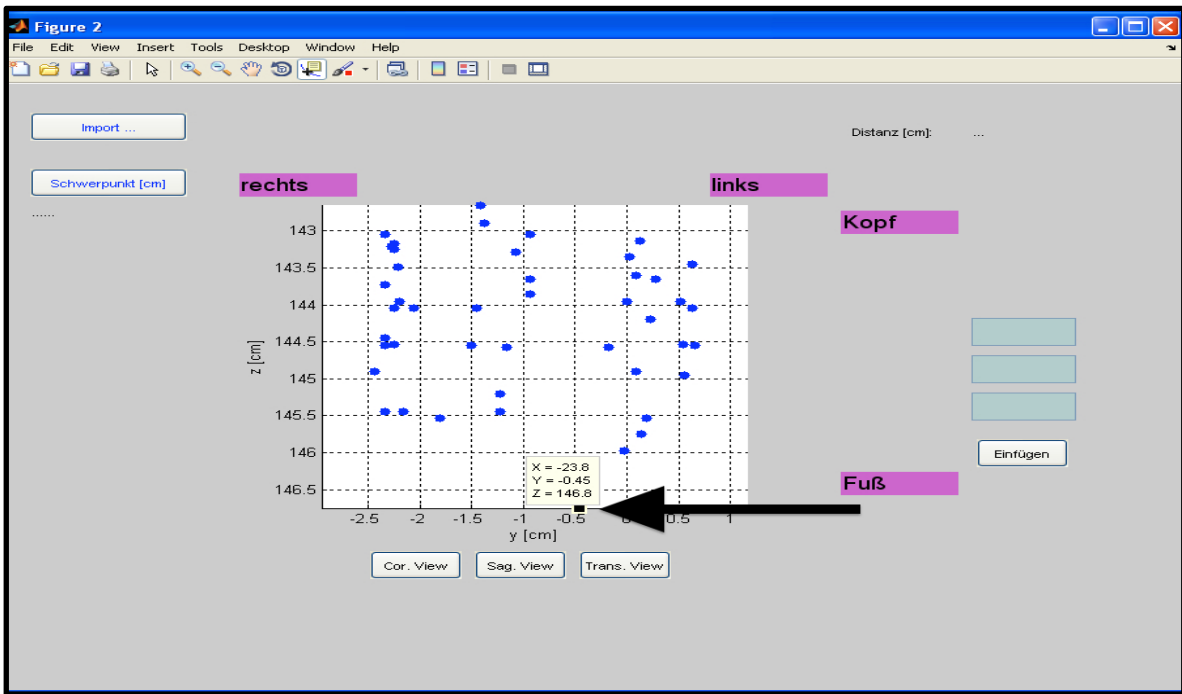 Figure 2
File Edit View Insert Tools Desktop Window Help
Import ...
Distanz [cm]: ...
Schwerpunkt [cm]
......
rechts
links
Kopf
143
143.5
144
144.5
145
145.5
146
146.5
z [cm]
X = -23.8
Y = -0.45
Z = 146.8
Fuß
Einfügen
-2.5 -2 -1.5 -1 -0.5 0 0.5 1
y [cm]
Cor. View
Sag. View
Trans. View